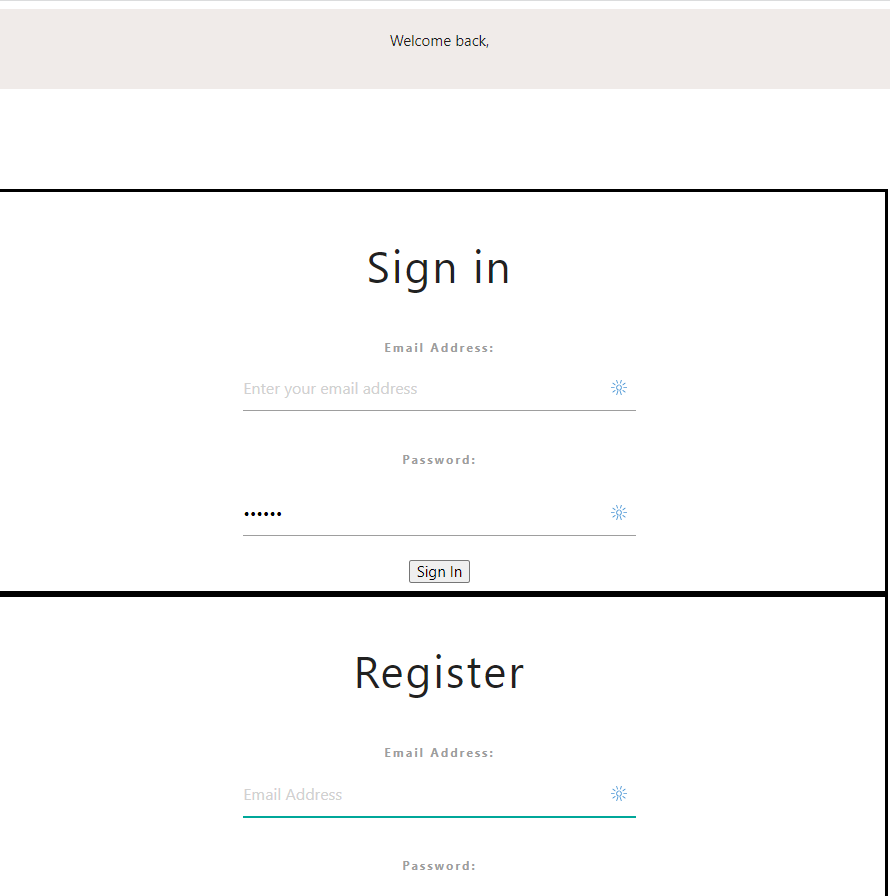 Welcome back,
Sign in
Email Address:
Enter your email address
Password:
••••••
Sign In
Register
Email Address:
Email Address
Password: